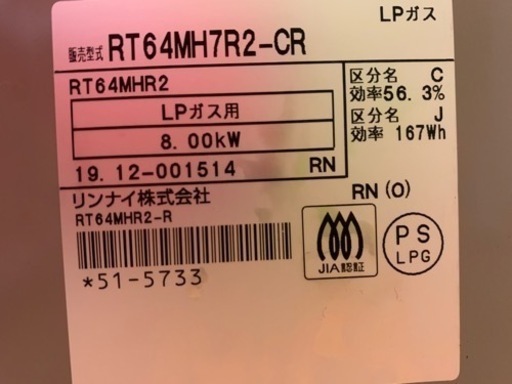 LPガス
販売型式 RT64MH7R2-CR
RT64MHR2
LPガス用
8.00kW
19.12-001514 RN
区分名 C
効率56.3%
区分名 J
効率 167Wh
リンナイ株式会社
RT64MHR2-R
RN (O)
*51-5733
JIA認証
PS
LPG